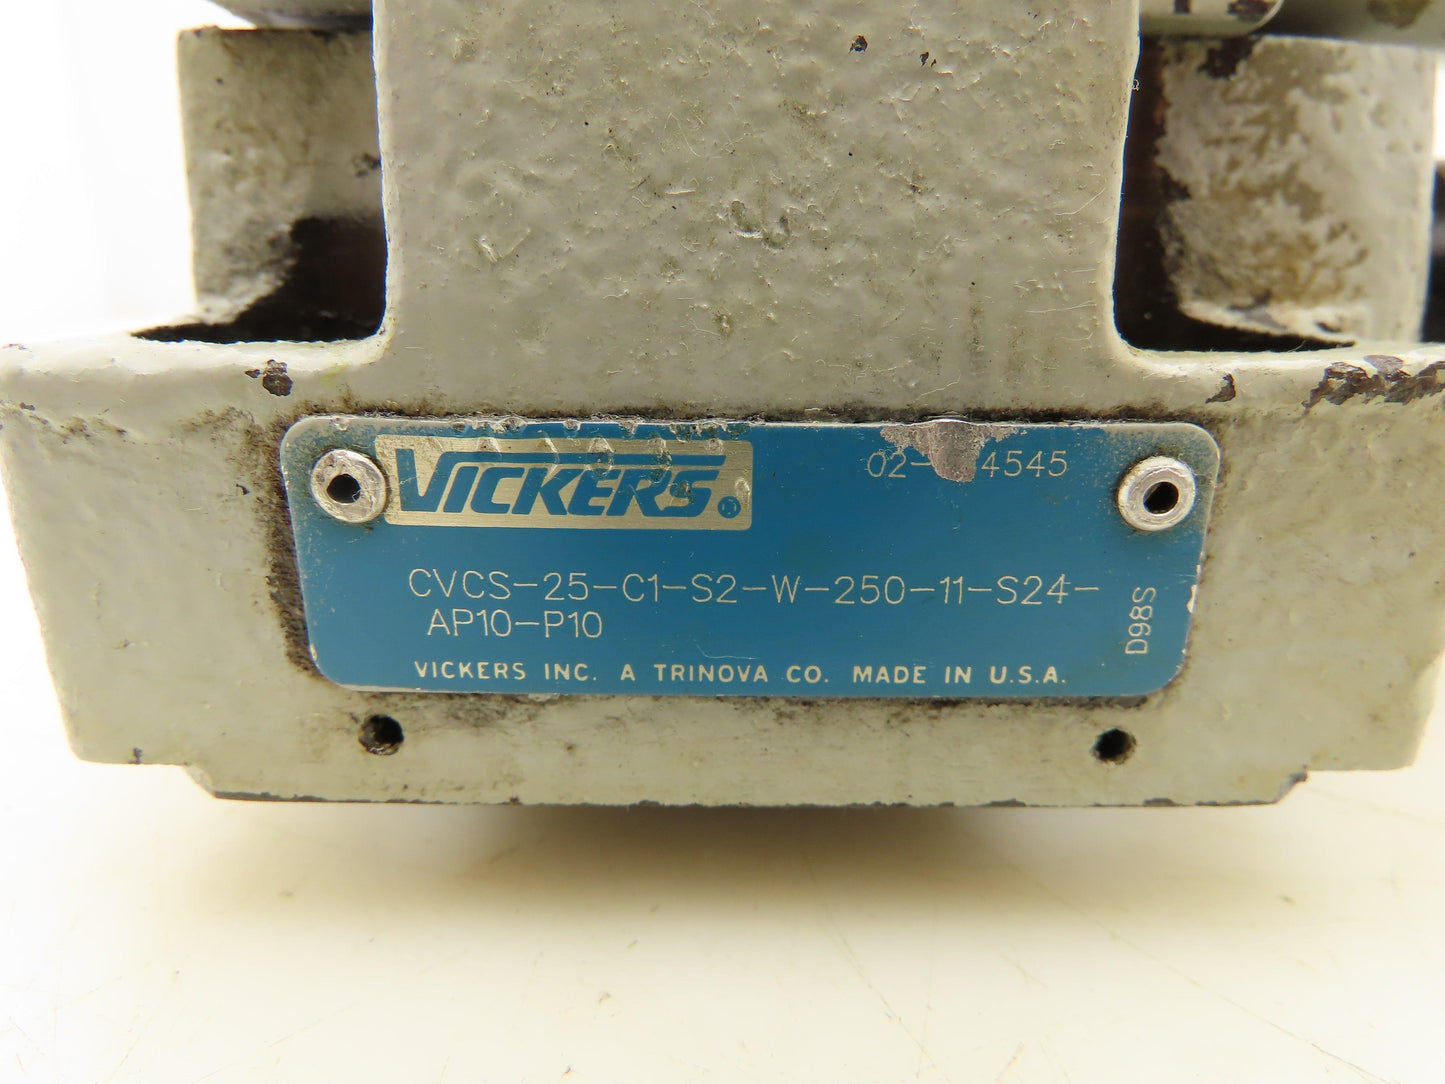 VICKERS®
CVCS-25-C1-S2-W-250-11-S24-
AP10-P10
D98S
VICKERS INC. A TRINOVA CO. MADE IN U.S.A.